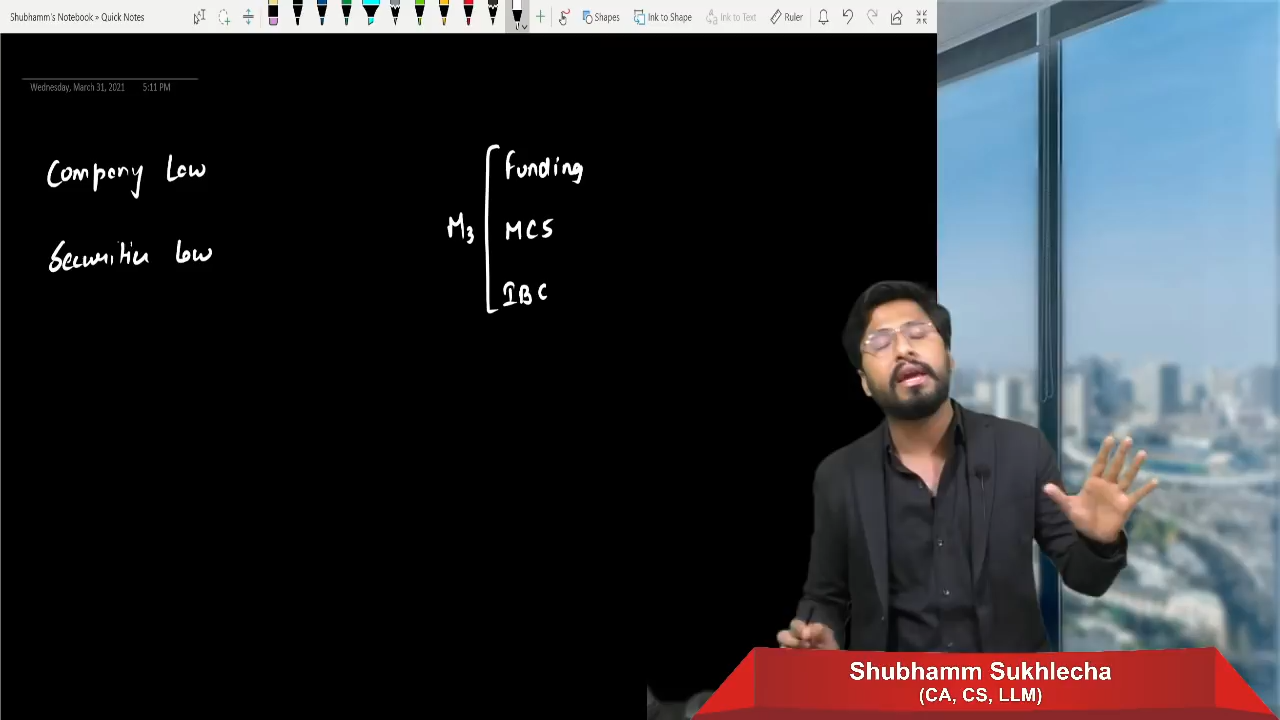 Shubhamm's Notebook » Quick Notes
Shapes
Ink to Shape
Ink to Text
Ruler
Wednesday, March 31, 2021 5:11 PM
Company Law
Securities Law
M3
Funding
MCS
IBC
Shubhamm Sukhlecha
(CA, CS, LLM)